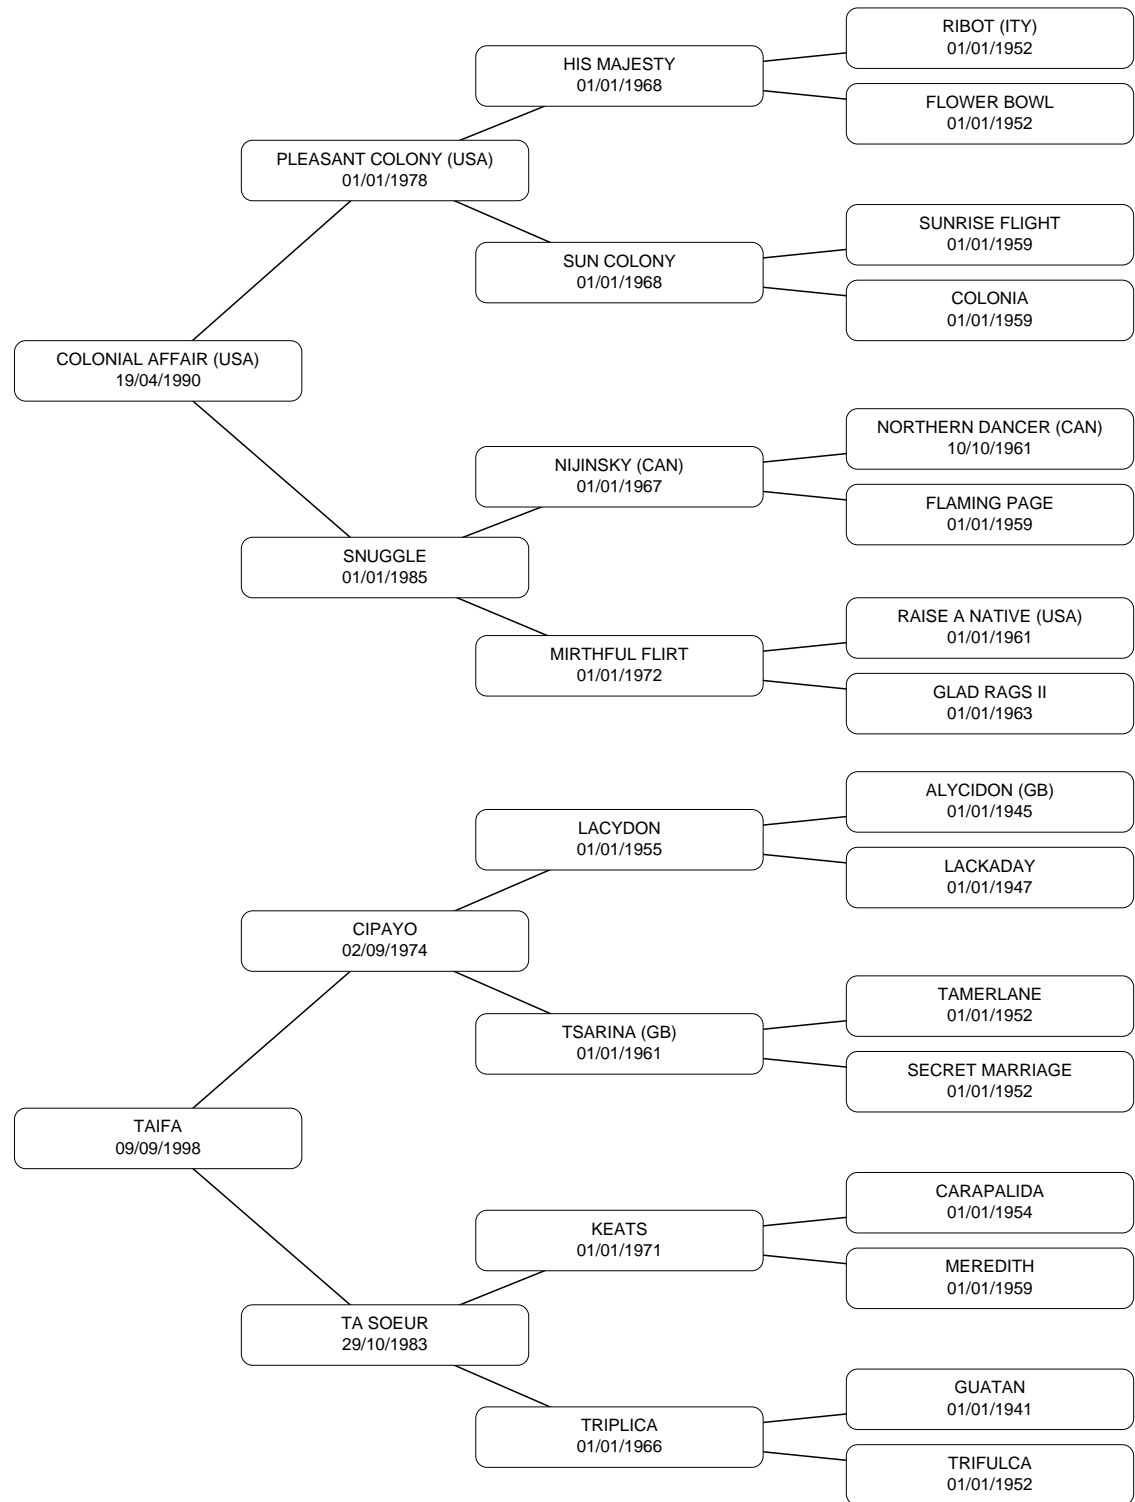 RIBOT (ITY)
01/01/1952
HIS MAJESTY
01/01/1968
FLOWER BOWL
01/01/1952
PLEASANT COLONY (USA)
01/01/1978
SUNRISE FLIGHT
01/01/1959
SUN COLONY
01/01/1968
COLONIA
01/01/1959
COLONIAL AFFAIR (USA)
19/04/1990
NORTHERN DANCER (CAN)
10/10/1961
NIJINSKY (CAN)
01/01/1967
FLAMING PAGE
01/01/1959
SNUGGLE
01/01/1985
RAISE A NATIVE (USA)
01/01/1961
MIRTHFUL FLIRT
01/01/1972
GLAD RAGS II
01/01/1963
ALYCIDON (GB)
01/01/1945
LACYDON
01/01/1955
LACKADAY
01/01/1947
CIPAYO
02/09/1974
TAMERLANE
01/01/1952
TSARINA (GB)
01/01/1961
SECRET MARRIAGE
01/01/1952
TAIFA
09/09/1998
CARAPALIDA
01/01/1954
KEATS
01/01/1971
MEREDITH
01/01/1959
TA SOEUR
29/10/1983
GUATAN
01/01/1941
TRIPLICA
01/01/1966
TRIFULCA
01/01/1952